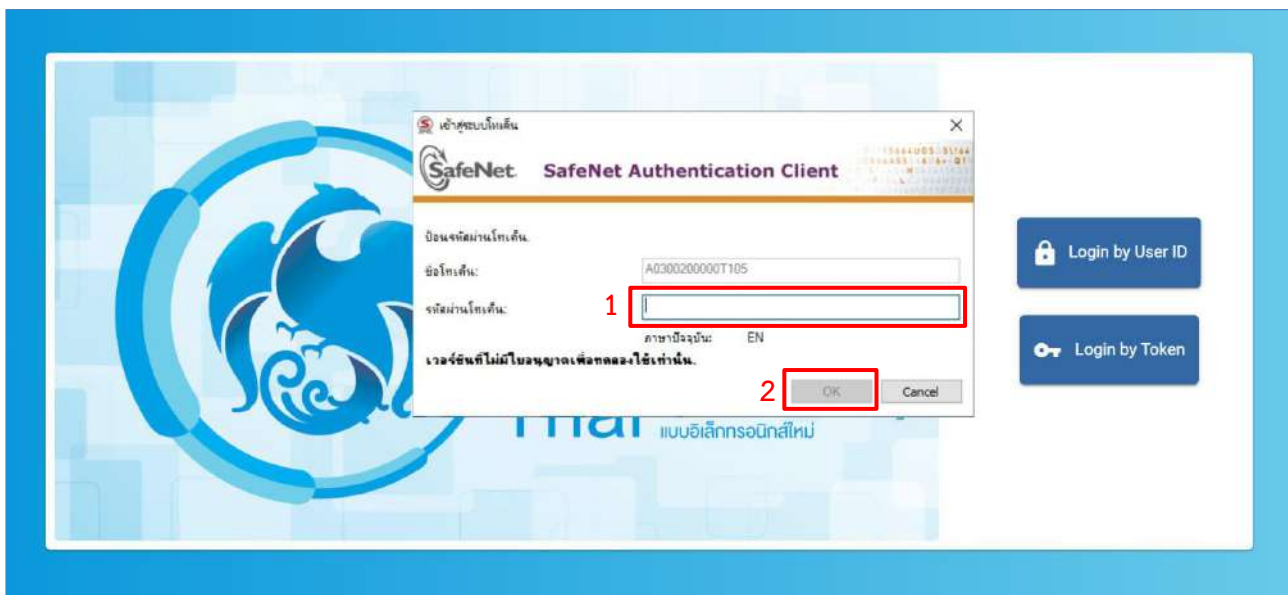 เข้าสู่ระบบโทเค็น
SafeNet. SafeNet Authentication Client
ป้อนรหัสผ่านโทเค็น.
ชื่อโทเค็น: A0300200000T105
รหัสผ่านโทเค็น: 1
ภาษาปัจจุบัน: EN
เวอร์ชันที่ไม่มีใบอนุญาตเพื่อทดลองใช้เท่านั้น.
2 OK Cancel
Thai
แบบอิเล็กทรอนิกส์ใหม่
Login by User ID
Login by Token